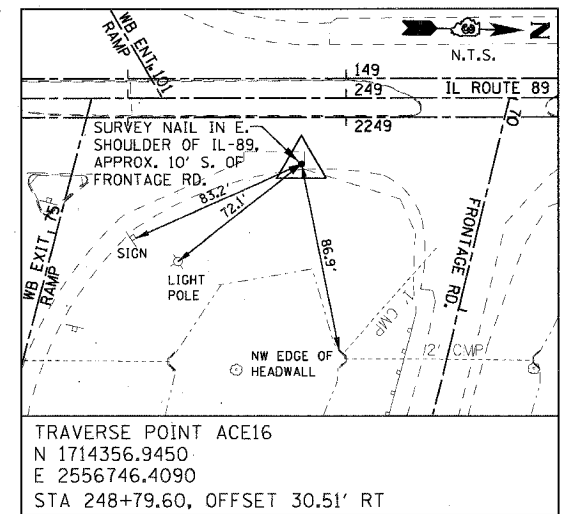 WB ENT. 101
RAMP
N
N.T.S.
149
249
IL ROUTE 89
2249
SURVEY NAIL IN E.
SHOULDER OF IL-89,
APPROX. 10' S. OF
FRONTAGE RD.
70
83.2'
72.1'
86.9'
WB EXIT 75
RAMP
SIGN
LIGHT
POLE
FRONTAGE RD.
1' CMP
2' CMP
NW EDGE OF
HEADWALL
TRAVERSE POINT ACE16
N 1714356.9450
E 2556746.4090
STA 248+79.60, OFFSET 30.51' RT